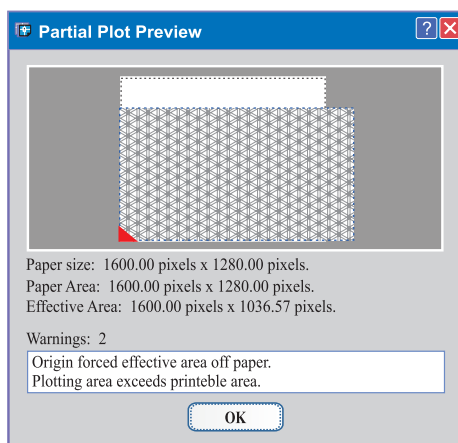 Partial Plot Preview
?
Paper size: 1600.00 pixels x 1280.00 pixels.
Paper Area: 1600.00 pixels x 1280.00 pixels.
Effective Area: 1600.00 pixels x 1036.57 pixels.
Warnings: 2
Origin forced effective area off paper.
Plotting area exceeds printeble area.
OK